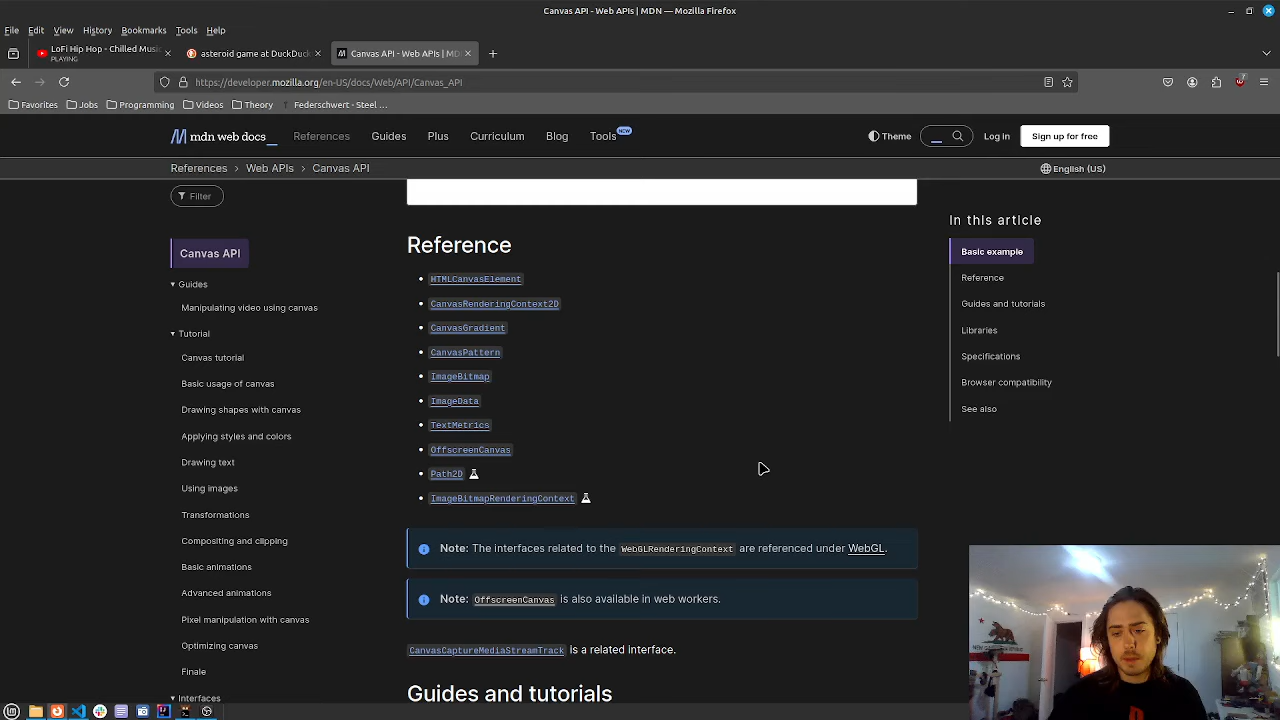 Canvas API - Web APIs | MDN — Mozilla Firefox
File Edit View History Bookmarks Tools Help
LoFi Hip Hop - Chilled Music
PLAYING
asteroid game at DuckDuck
Canvas API - Web APIs | MD
https://developer.mozilla.org/en-US/docs/Web/API/Canvas_API
Favorites Jobs Programming Videos Theory Federschwert - Steel ...
mdn web docs_ References Guides Plus Curriculum Blog Tools NEW Theme Log in Sign up for free
References > Web APIs > Canvas API English (US)
Filter
Canvas API
Guides
Manipulating video using canvas
Tutorial
Canvas tutorial
Basic usage of canvas
Drawing shapes with canvas
Applying styles and colors
Drawing text
Using images
Transformations
Compositing and clipping
Basic animations
Advanced animations
Pixel manipulation with canvas
Optimizing canvas
Finale
Interfaces
Reference
HTMLCanvasElement
CanvasRenderingContext2D
CanvasGradient
CanvasPattern
ImageBitmap
ImageData
TextMetrics
OffscreenCanvas
Path2D
ImageBitmapRenderingContext
Note: The interfaces related to the WebGLRenderingContext are referenced under WebGL.
Note: OffscreenCanvas is also available in web workers.
CanvasCaptureMediaStreamTrack is a related interface.
Guides and tutorials
In this article
Basic example
Reference
Guides and tutorials
Libraries
Specifications
Browser compatibility
See also